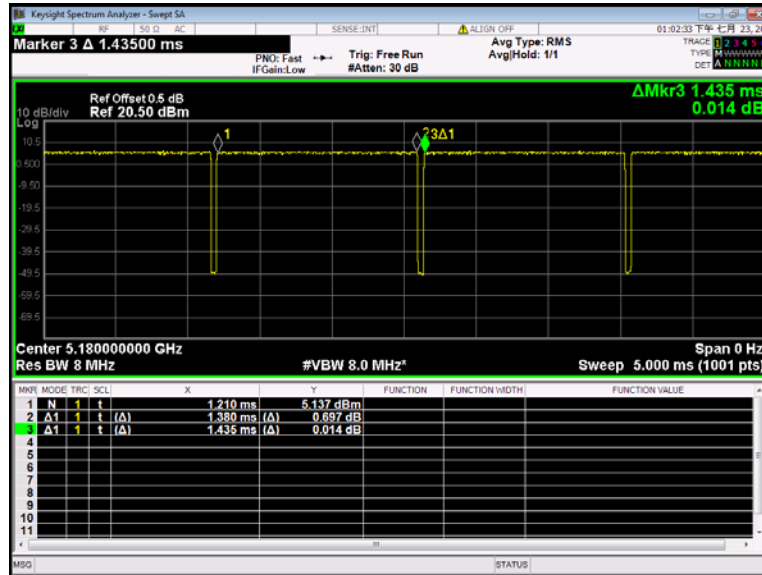 Keysight Spectrum Analyzer - Swept SA
RF 50 Ω AC SENSE:INT ALIGN OFF 01:02:33 下午 七月 23, 20
Marker 3 Δ 1.43500 ms
PNO: Fast Trig: Free Run Avg Type: RMS TRACE 1 2 3 4 5
IFGain:Low #Atten: 30 dB Avg|Hold: 1/1 TYPE M
DET A N N N N
ΔMkr3 1.435 ms
0.014 dB
Ref Offset 0.5 dB
10 dB/div Ref 20.50 dBm
Log
10.5
0.500
-9.50
-19.5
-29.5
-39.5
-49.5
-59.5
-69.5
1
2 3Δ1
Center 5.180000000 GHz Span 0 Hz
Res BW 8 MHz #VBW 8.0 MHz* Sweep 5.000 ms (1001 pts)
MKR MODE TRC SCL X Y FUNCTION FUNCTION WIDTH FUNCTION VALUE
1 N 1 t 1.210 ms 5.137 dBm
2 Δ1 1 t (Δ) 1.380 ms (Δ) 0.697 dB
3 Δ1 1 t (Δ) 1.435 ms (Δ) 0.014 dB
4
5
6
7
8
9
10
11
MSG STATUS